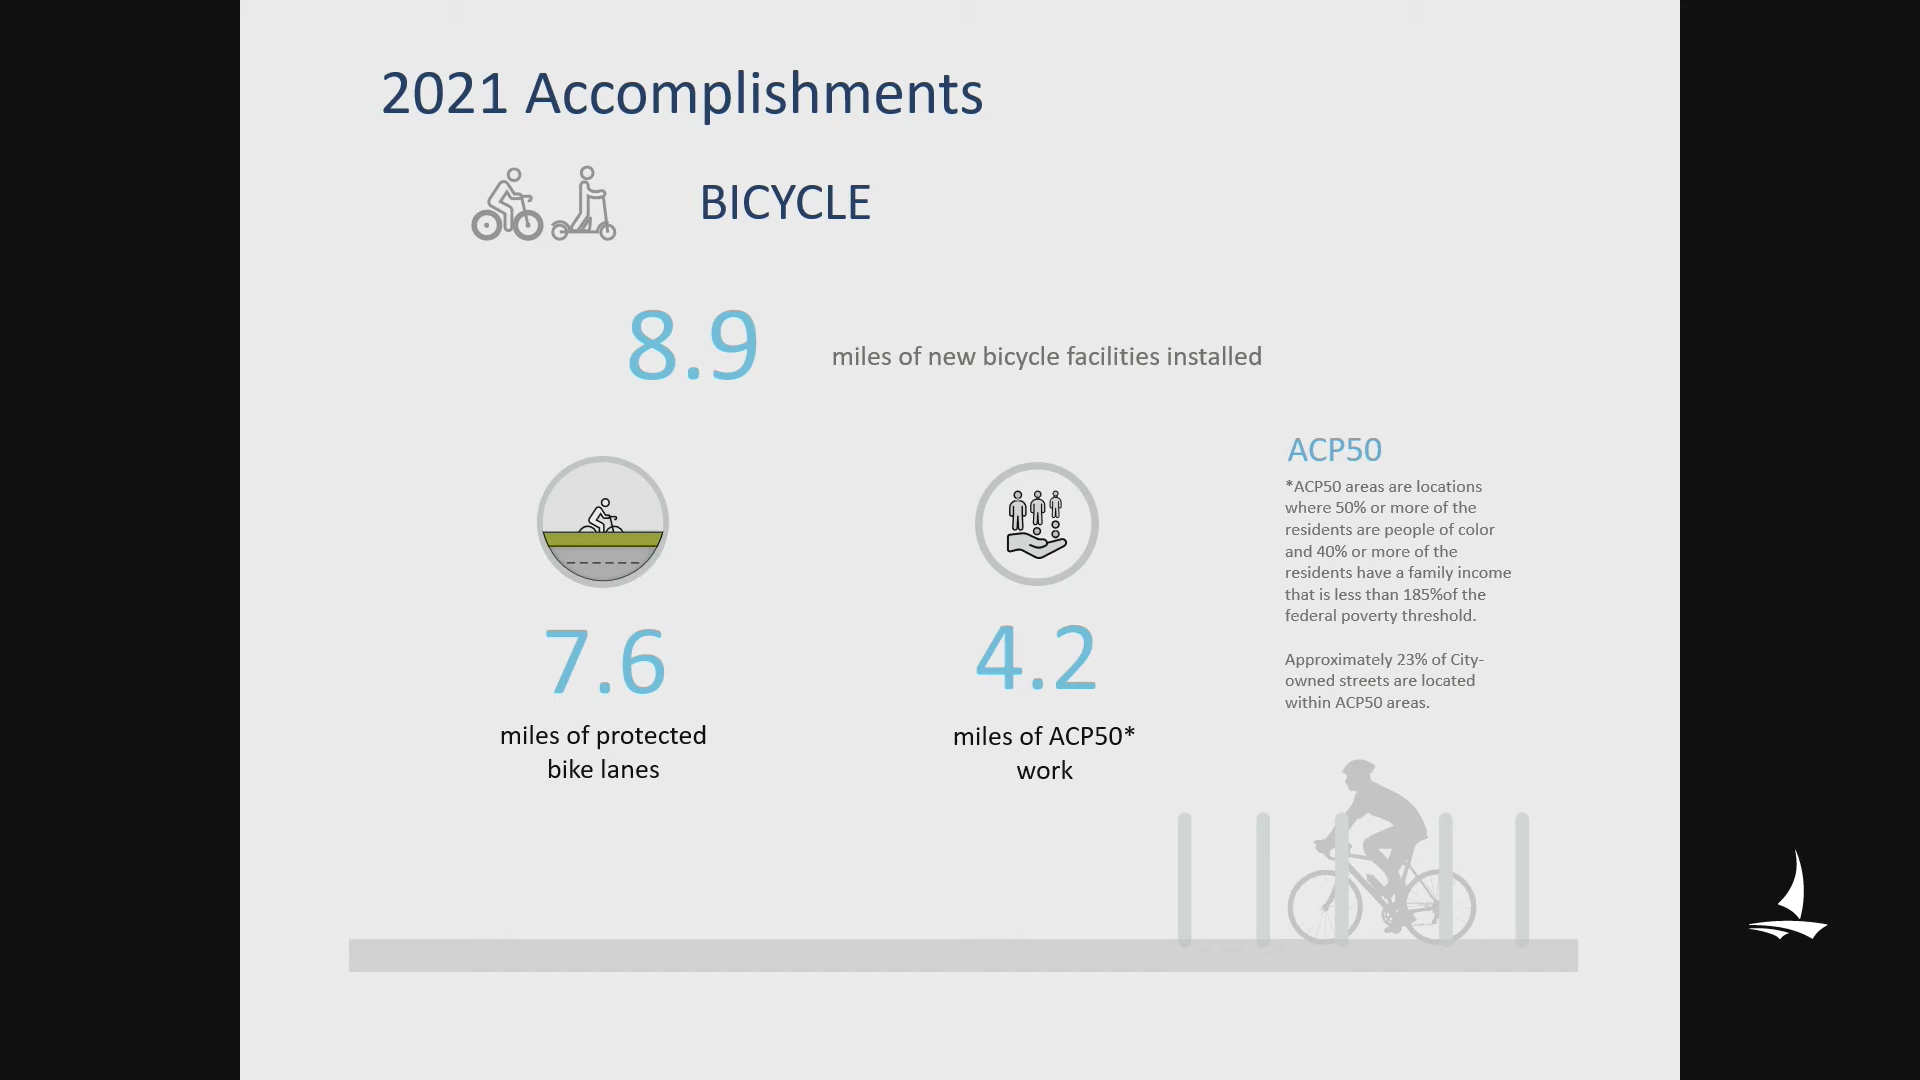 2021 Accomplishments
BICYCLE
8.9
miles of new bicycle facilities installed
7.6
miles of protected
bike lanes
4.2
miles of ACP50*
work
ACP50
*ACP50 areas are locations
where 50% or more of the
residents are people of color
and 40% or more of the
residents have a family income
that is less than 185%of the
federal poverty threshold.
Approximately 23% of City-
owned streets are located
within ACP50 areas.